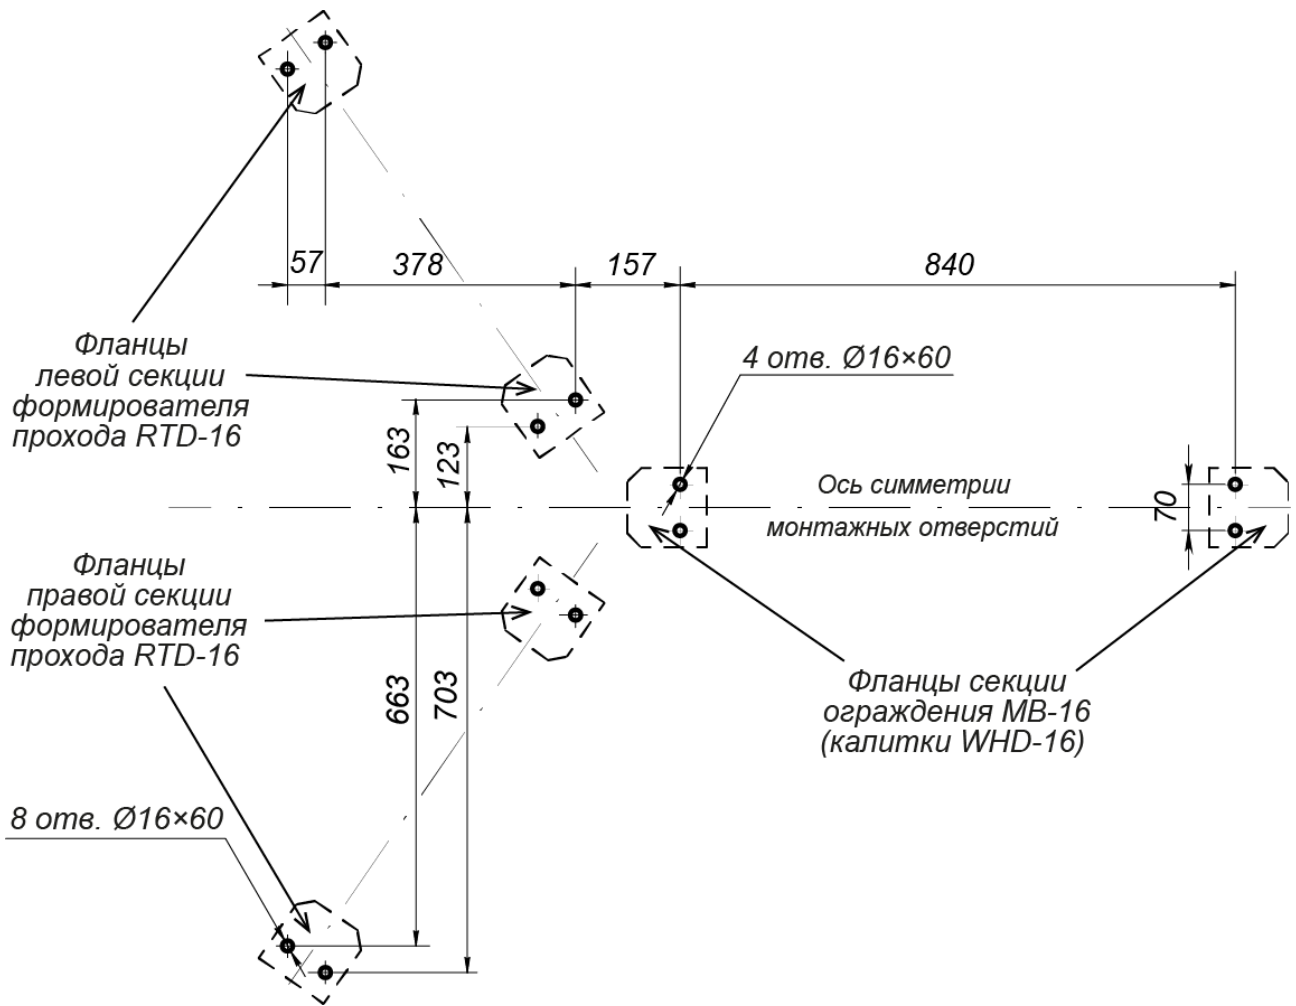 57
378
157
840
Фланцы
левой секции
формирователя
прохода RTD-16
4 отв. Ø16×60
163
123
Ось симметрии
монтажных отверстий
70
Фланцы
правой секции
формирователя
прохода RTD-16
663
703
Фланцы секции
ограждения MB-16
(калитки WHD-16)
8 отв. Ø16×60